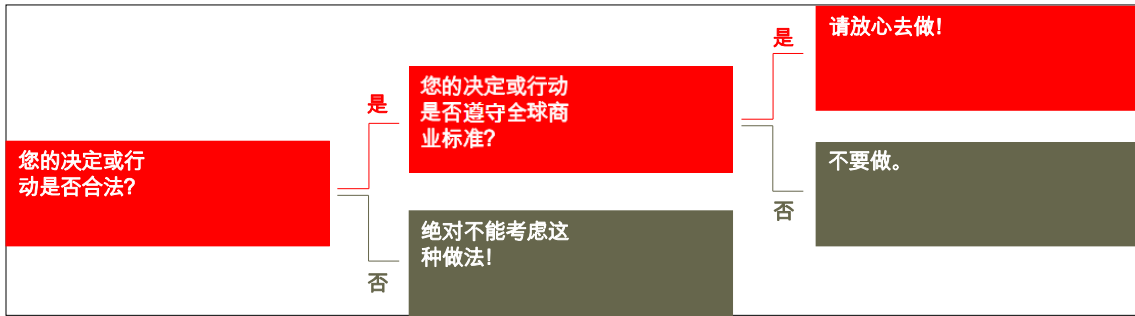 您的决定或行
动是否合法?
是
否
您的决定或行动
是否遵守全球商
业标准?
绝对不能考虑这
种做法!
是
否
请放心去做!
不要做。